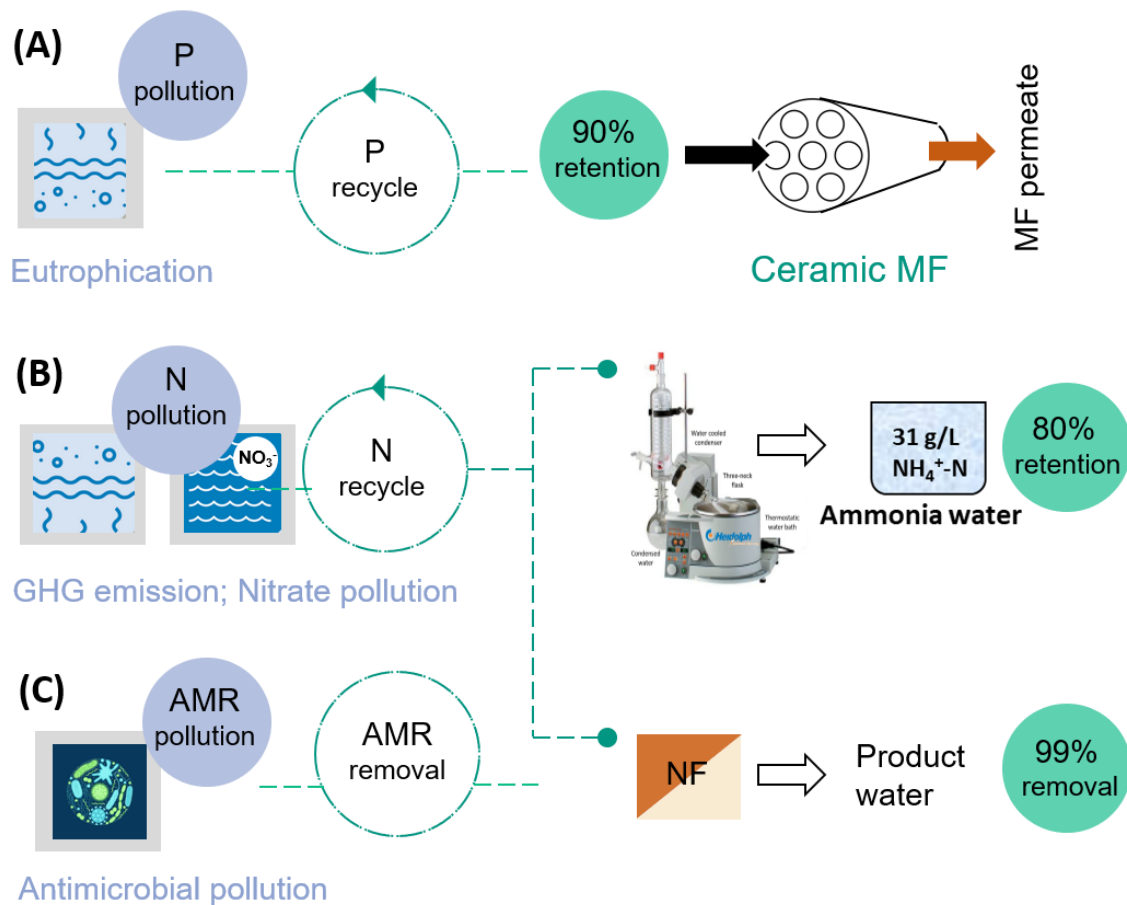 (A)
P
pollution
P
recycle
90%
retention
MF permeate
Eutrophication
Ceramic MF
(B)
N
pollution
NO₃⁻
N
recycle
Water cooled
condenser
Three-neck
flask
Thermostatic
water bath
Heidolph
Condensed
water
31 g/L
NH₄⁺-N
Ammonia water
80%
retention
GHG emission; Nitrate pollution
(C)
AMR
pollution
AMR
removal
NF
Product
water
99%
removal
Antimicrobial pollution